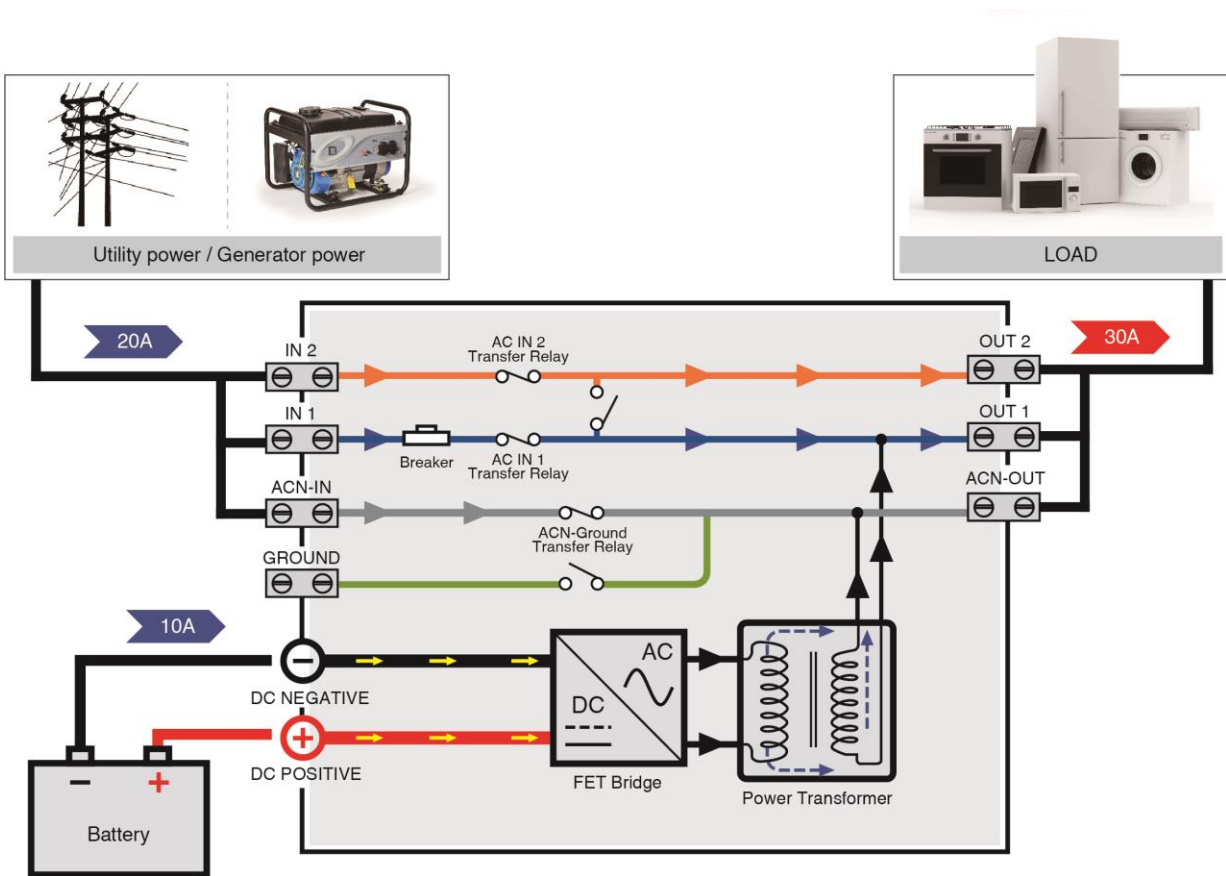 Utility power / Generator power
LOAD
20A
30A
IN 2
AC IN 2
Transfer Relay
OUT 2
IN 1
OUT 1
Breaker
AC IN 1
Transfer Relay
ACN-IN
ACN-OUT
ACN-Ground
Transfer Relay
GROUND
10A
DC NEGATIVE
AC
DC
DC POSITIVE
FET Bridge
Power Transformer
− +
Battery